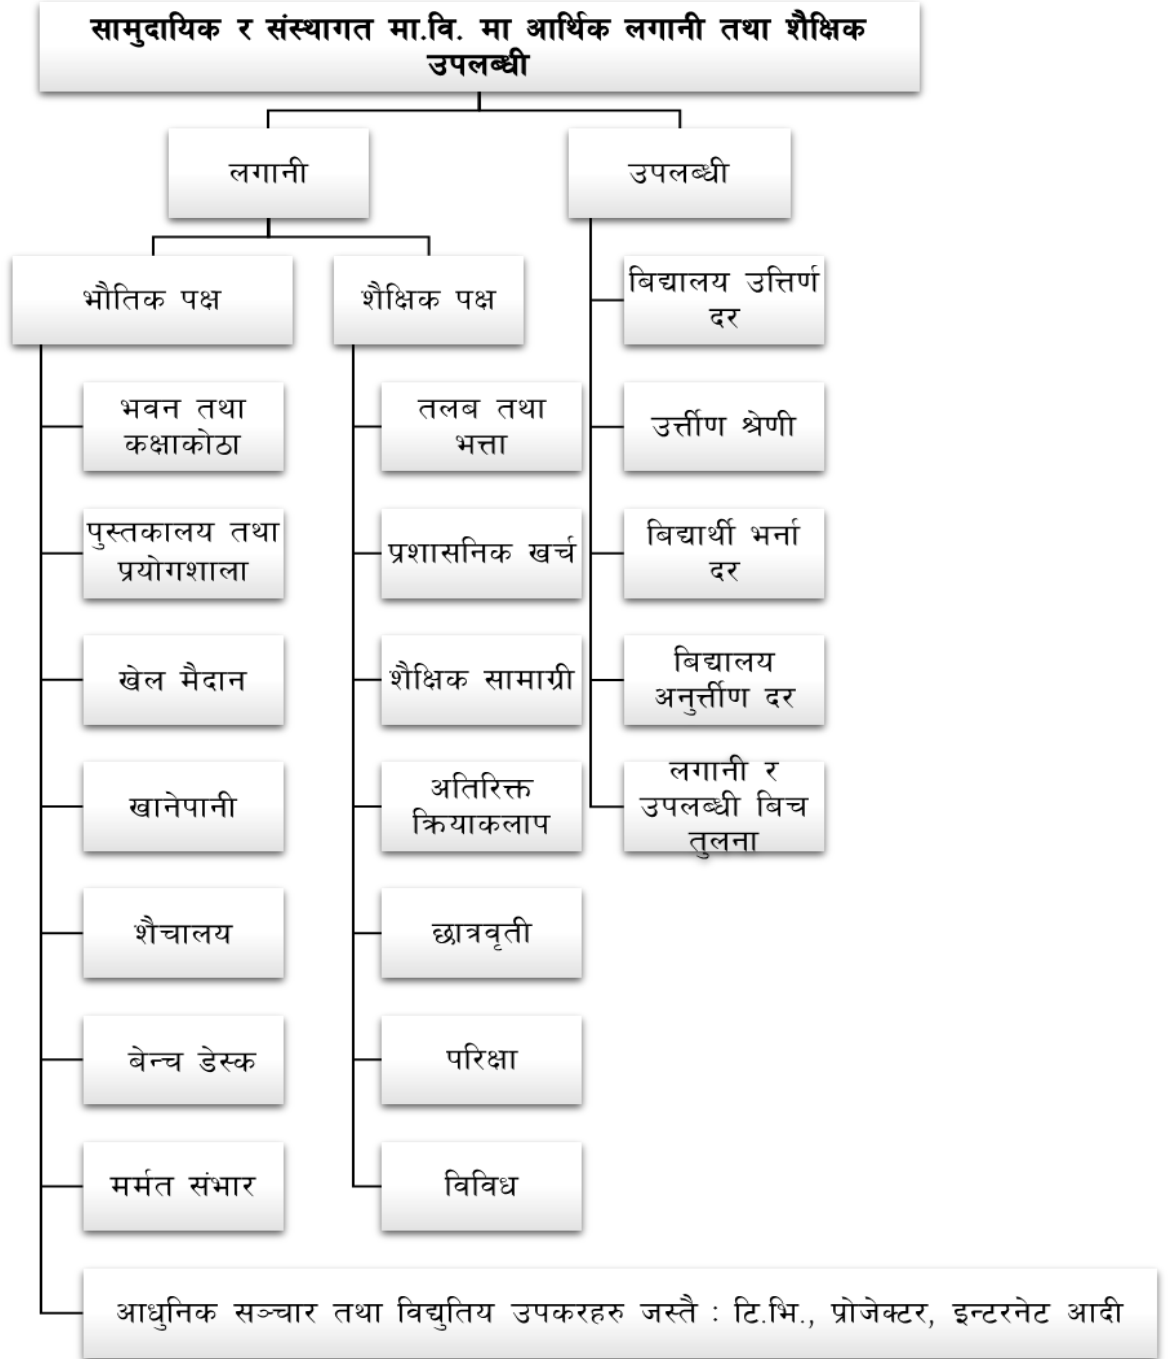 सामुदायिक र संस्थागत मा.वि. मा आर्थिक लगानी तथा शैक्षिक
उपलब्धी
लगानी
उपलब्धी
भौतिक पक्ष
शैक्षिक पक्ष
बिद्यालय उत्तिर्ण
दर
भवन तथा
कक्षाकोठा
तलब तथा
भत्ता
उर्त्तीण श्रेणी
पुस्तकालय तथा
प्रयोगशाला
प्रशासनिक खर्च
बिद्यार्थी भर्ना
दर
खेल मैदान
शैक्षिक सामाग्री
बिद्यालय
अनुर्त्तीण दर
खानेपानी
अतिरिक्त
क्रियाकलाप
लगानी र
उपलब्धी बिच
तुलना
शैचालय
छात्रवृती
बेन्च डेस्क
परिक्षा
मर्मत संभार
विविध
आधुनिक सञ्चार तथा विद्युतिय उपकरहरु जस्तै : टि.भि., प्रोजेक्टर, इन्टरनेट आदी